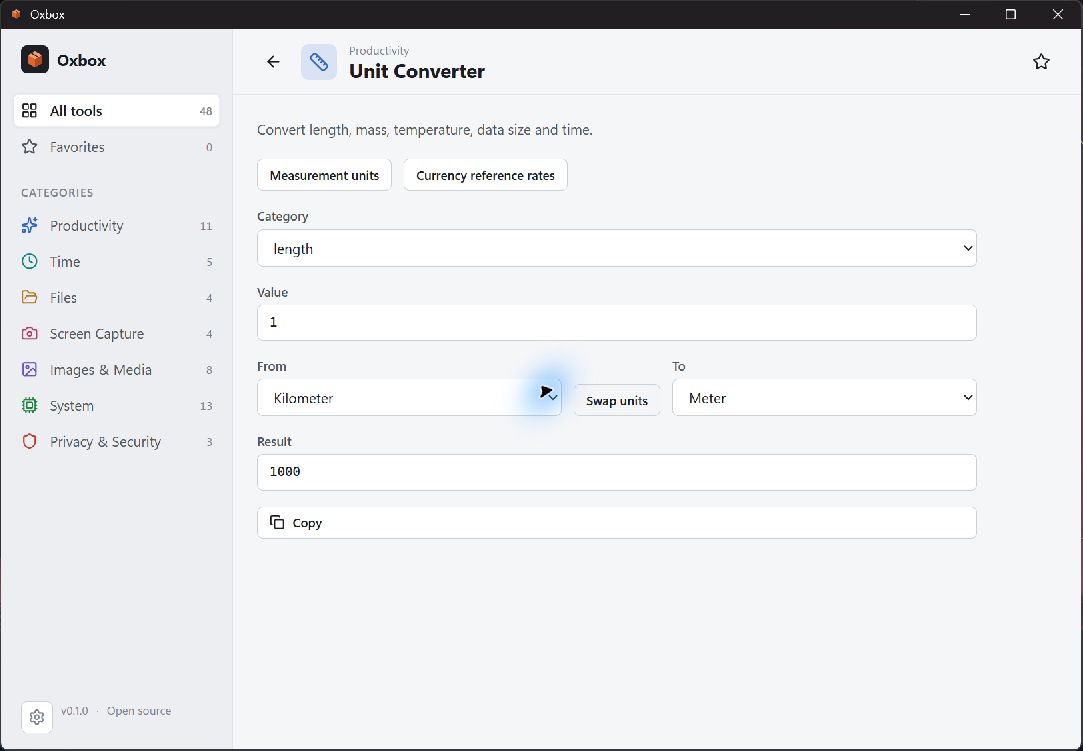 Oxbox
Oxbox
All tools 48
Favorites 0
CATEGORIES
Productivity 11
Time 5
Files 4
Screen Capture 4
Images & Media 8
System 13
Privacy & Security 3
v0.1.0 · Open source
Productivity
Unit Converter
Convert length, mass, temperature, data size and time.
Measurement units Currency reference rates
Category
length
Value
1
From To
Kilometer Swap units Meter
Result
1000
Copy